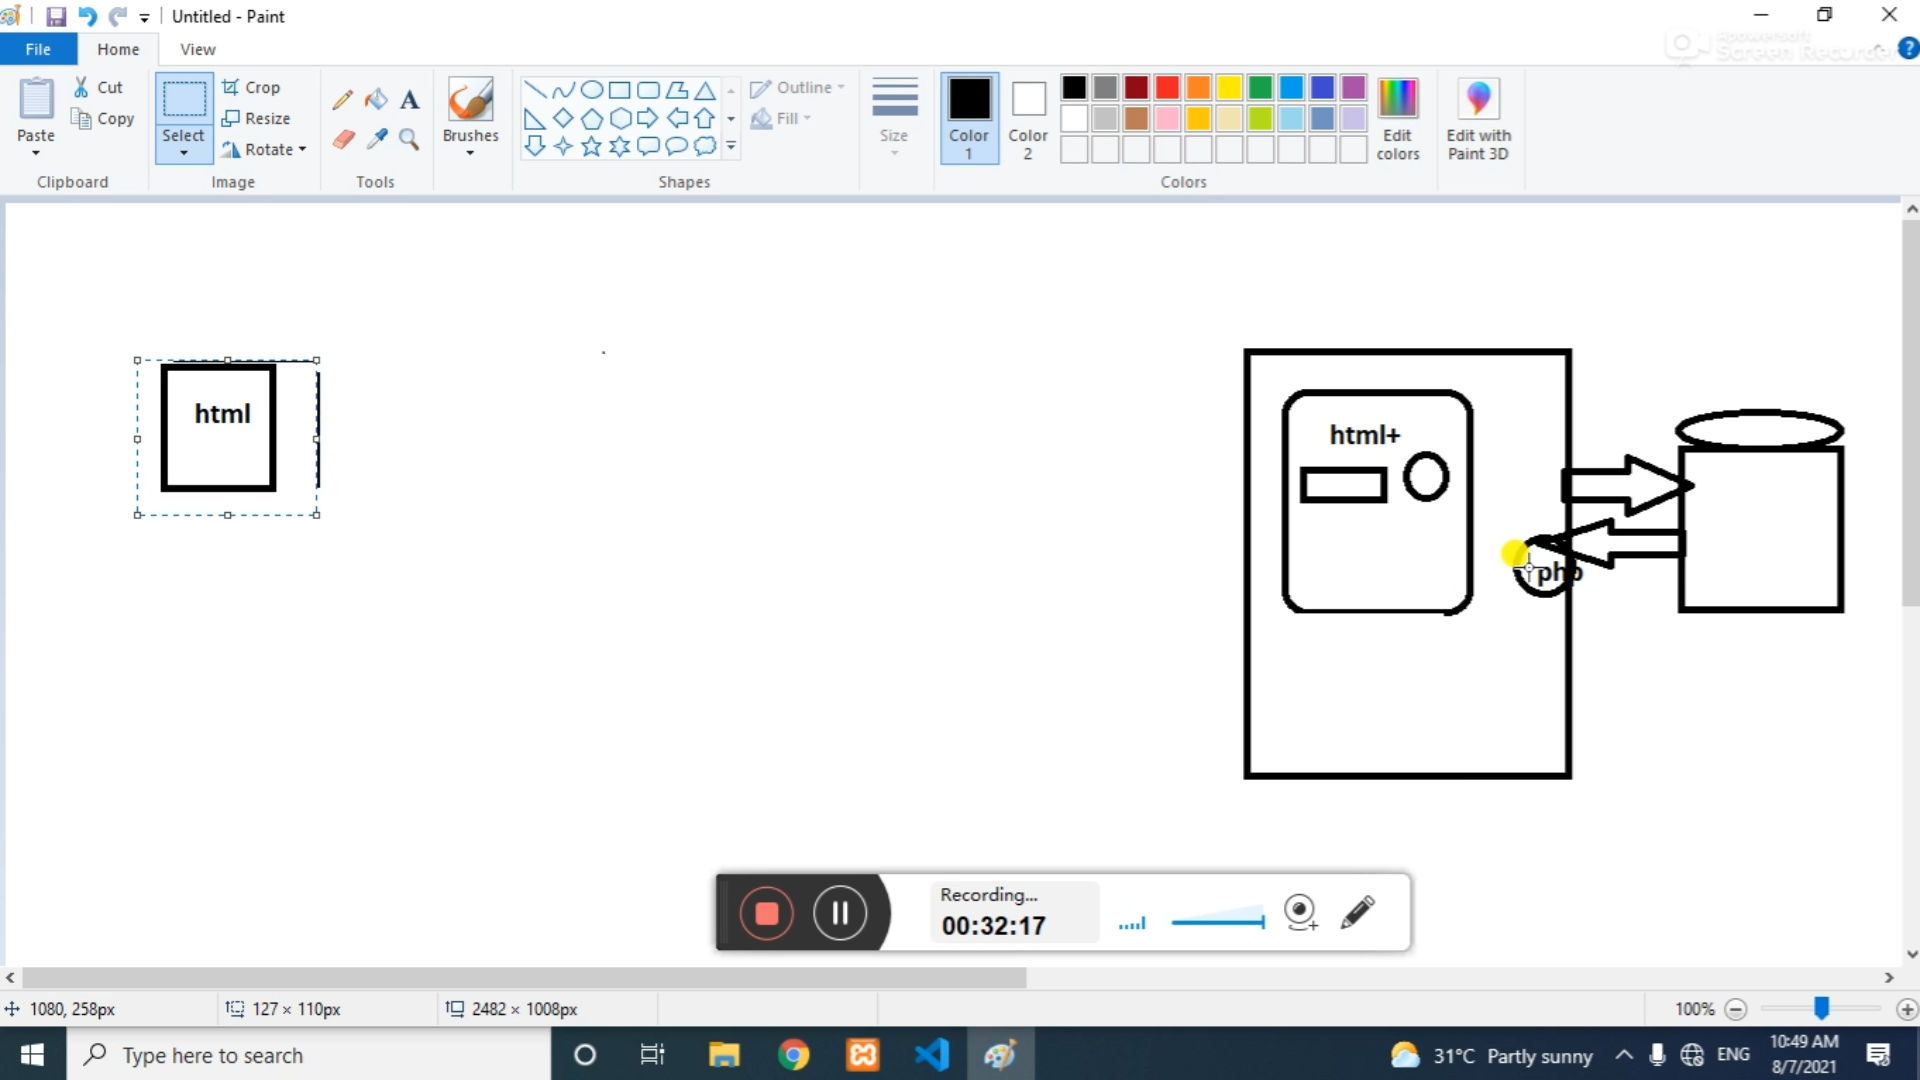 Untitled - Paint
File Home View
Apowersoft
Screen Recorder
Paste
Cut
Copy
Clipboard
Select
Crop
Resize
Rotate
Image
Tools
Brushes
Shapes
Outline
Fill
Size
Color
1
Color
2
Edit
colors
Edit with
Paint 3D
Colors
html
html+
php
Recording...
00:32:17
1080, 258px
127 × 110px
2482 × 1008px
100%
Type here to search
31°C Partly sunny
ENG
10:49 AM
8/7/2021